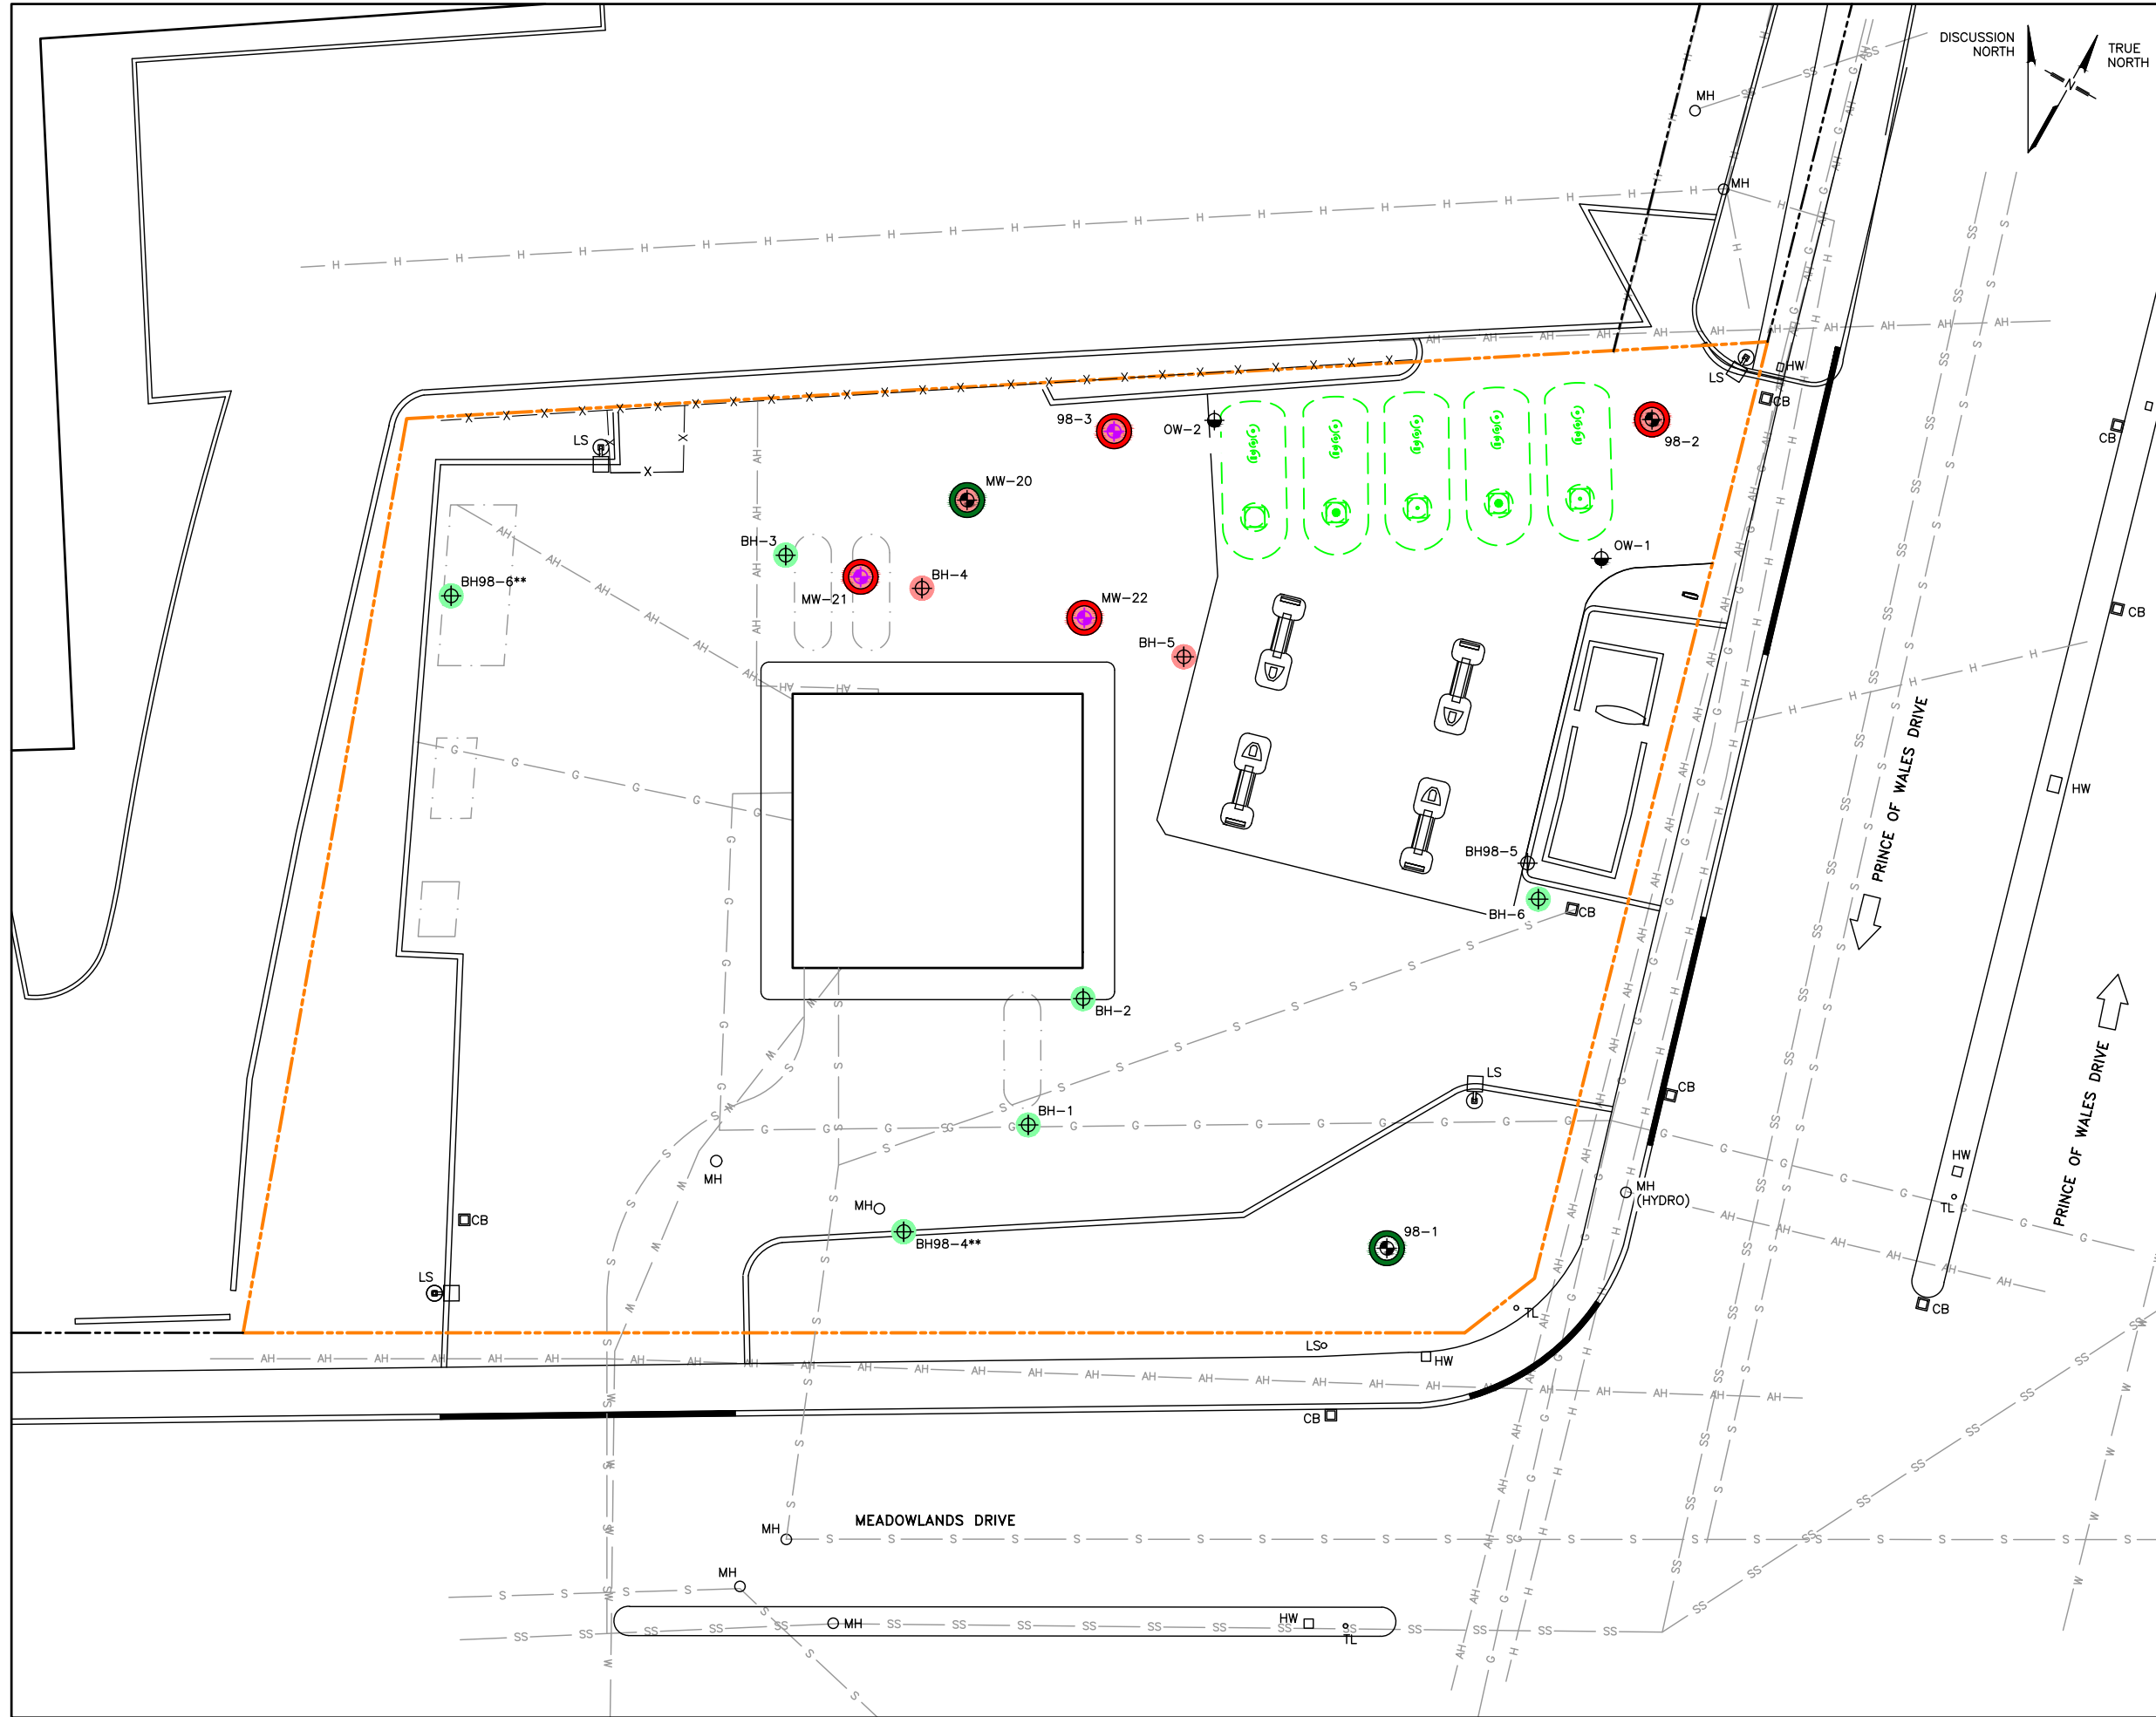 DISCUSSION
NORTH
TRUE
NORTH
N
MH
MH
HW
LS
CB
CB
98-3
OW-2
98-2
LS
MW-20
BH-3
OW-1
BH98-6**
BH-4
MW-21
MW-22
CB
BH-5
PRINCE OF WALES DRIVE
HW
BH98-5
BH-6
CB
BH-2
PRINCE OF WALES DRIVE
LS
CB
BH-1
MH
HW
MH
(HYDRO)
TL
MH
CB
BH98-4**
98-1
LS
TL
CB
LS
HW
CB
MEADOWLANDS DRIVE
MH
MH
MH
HW
TL